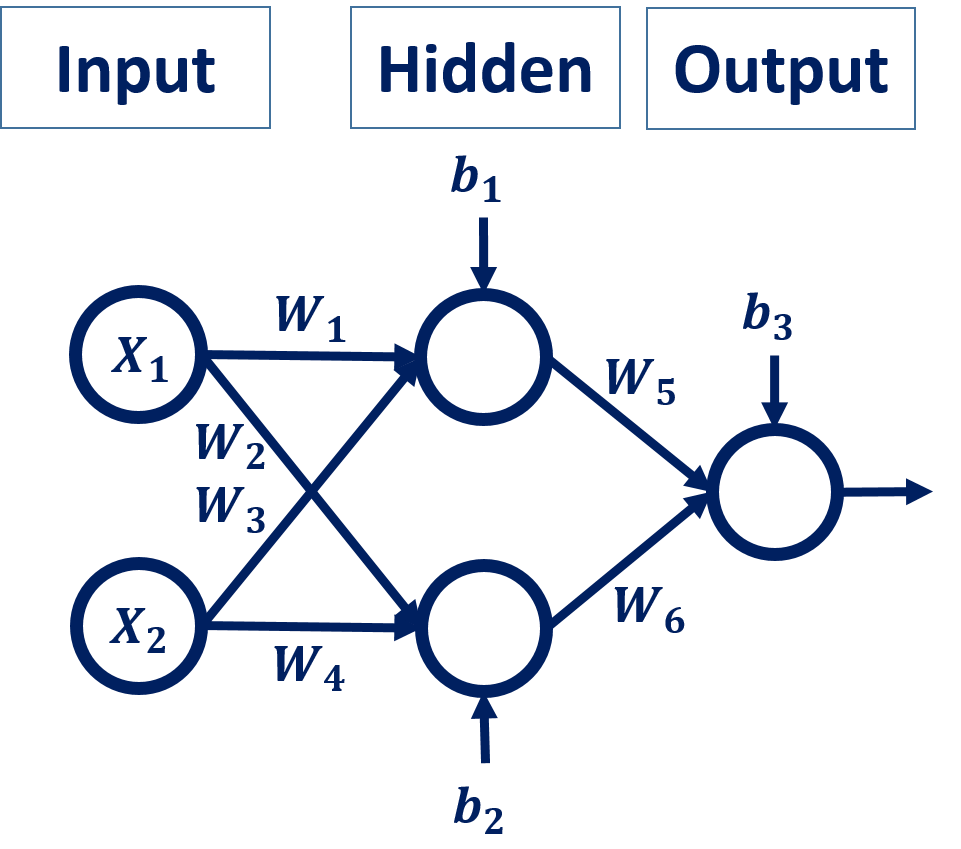 Input
Hidden
Output
b₁
W₁
b₃
X₁
W₅
W₂
W₃
X₂
W₆
W₄
b₂